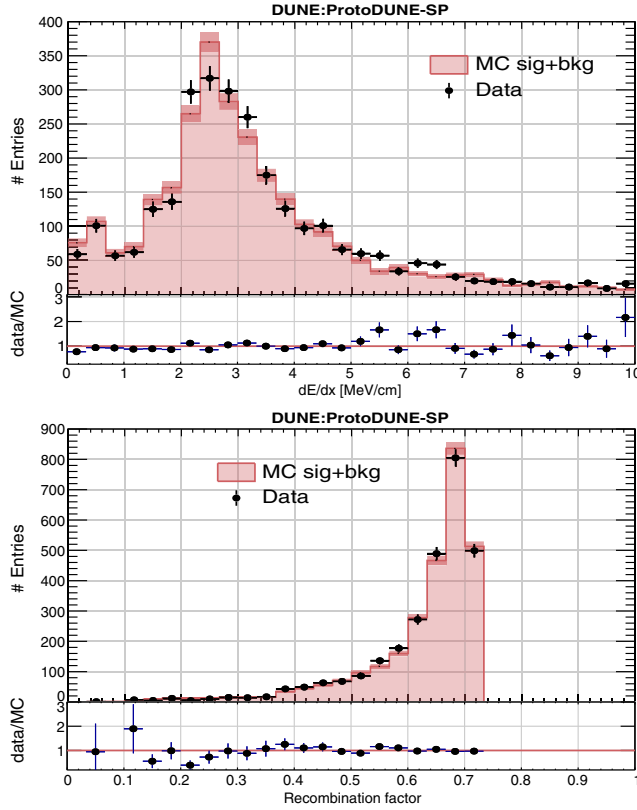 DUNE:ProtoDUNE-SP
400
350
300
250
200
150
100
50
0
# Entries
MC sig+bkg
Data
3
2
1
data/MC
0 1 2 3 4 5 6 7 8 9 10
dE/dx [MeV/cm]
DUNE:ProtoDUNE-SP
900
800
700
600
500
400
300
200
100
0
# Entries
MC sig+bkg
Data
3
2
1
data/MC
0 0.1 0.2 0.3 0.4 0.5 0.6 0.7 0.8 0.9 1
Recombination factor